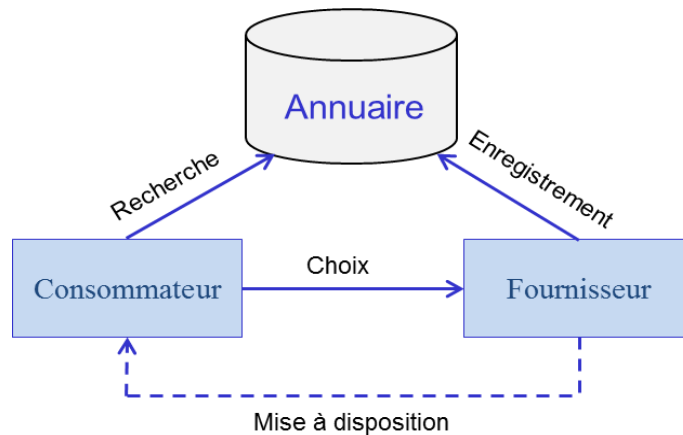 Annuaire
Recherche
Enregistrement
Consommateur
Choix
Fournisseur
Mise à disposition